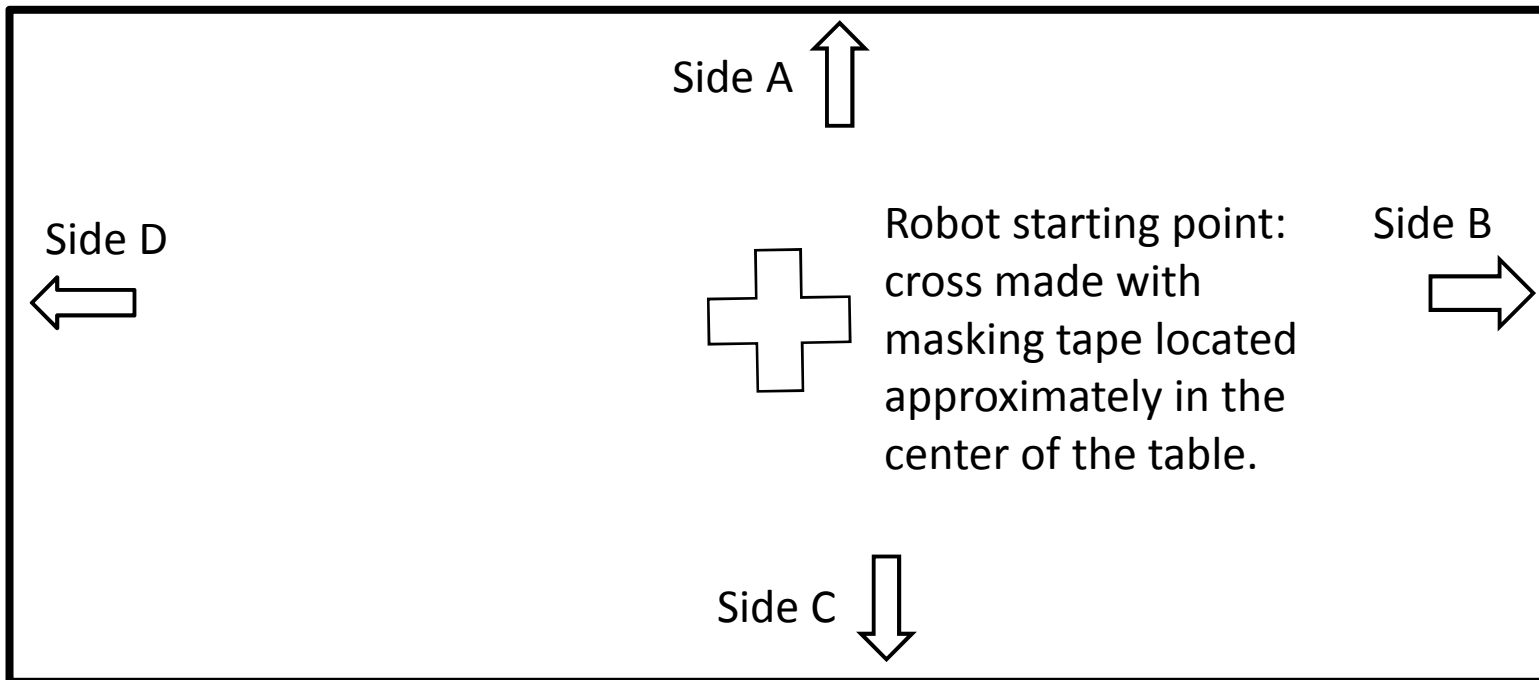 Side A
Side D
Robot starting point:
cross made with
masking tape located
approximately in the
center of the table.
Side B
Side C